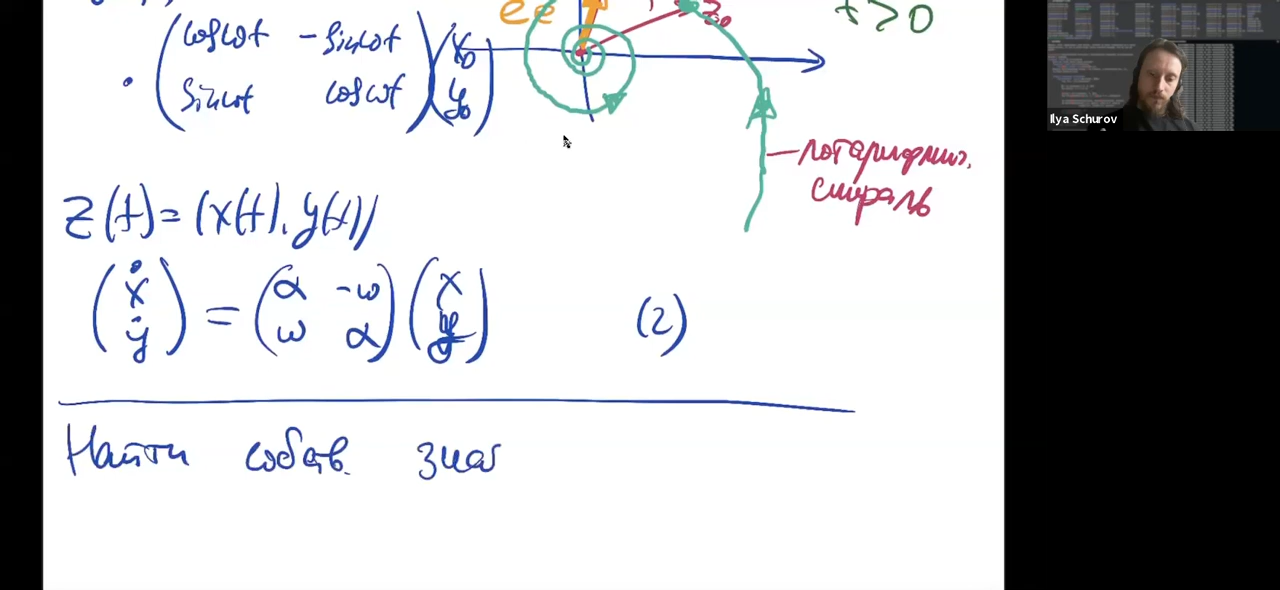 t > 0
(cos ωt  −sin ωt) (x₀)
· (sin ωt  cos ωt) (y₀)
z₀
Ilya Schurov
логарифмич.
спираль
z(t) = (x(t), y(t))
(ẋ) = (α  −ω) (x)
(ẏ)   (ω  α) (y)
(2)
Найти собств. знач